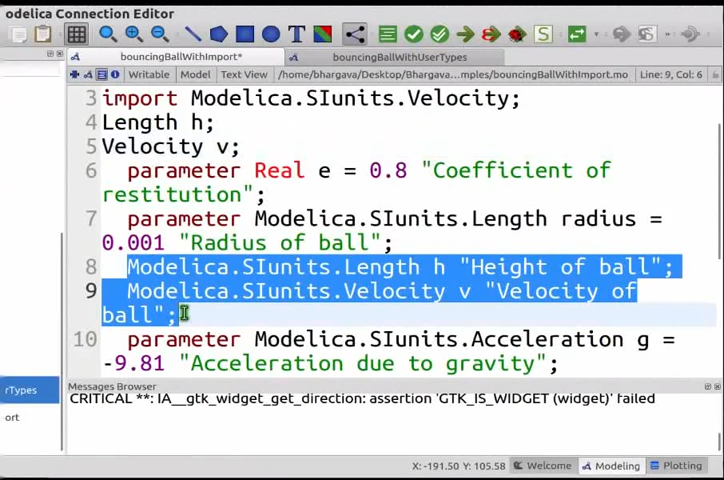 odelica Connection Editor
bouncingBallWithImport*
bouncingBallWithUserTypes
Writable
Model
Text View
/home/bhargava/Desktop/Bhargava...mples/bouncingBallWithImport.mo
Line: 9, Col: 6
3 import Modelica.SIunits.Velocity;
4 Length h;
5 Velocity v;
6 parameter Real e = 0.8 "Coefficient of
restitution";
7 parameter Modelica.SIunits.Length radius =
0.001 "Radius of ball";
8 Modelica.SIunits.Length h "Height of ball";
9 Modelica.SIunits.Velocity v "Velocity of
ball";
10 parameter Modelica.SIunits.Acceleration g =
-9.81 "Acceleration due to gravity";
rTypes
ort
Messages Browser
CRITICAL **: IA__gtk_widget_get_direction: assertion 'GTK_IS_WIDGET (widget)' failed
X: -191.50 Y: 105.58
Welcome
Modeling
Plotting